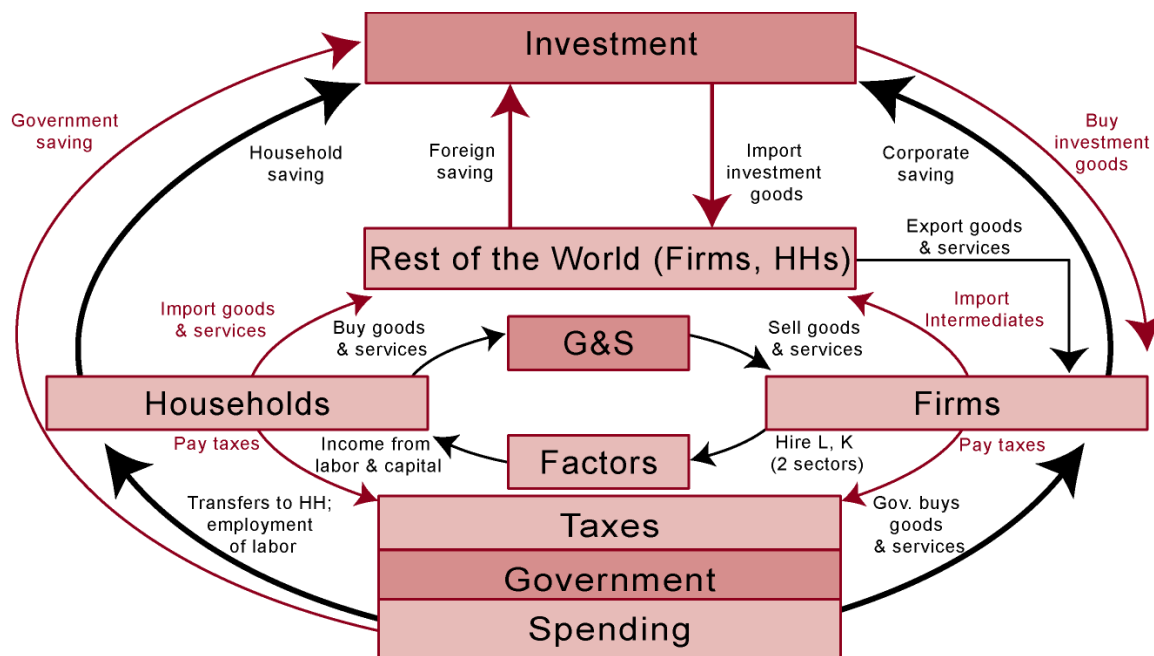 Investment
Government
saving
Household
saving
Foreign
saving
Import
investment
goods
Corporate
saving
Buy
investment
goods
Rest of the World (Firms, HHs)
Export goods
& services
Import goods
& services
Buy goods
& services
G&S
Sell goods
& services
Import
Intermediates
Households
Firms
Pay taxes
Income from
labor & capital
Factors
Hire L, K
(2 sectors)
Pay taxes
Transfers to HH;
employment
of labor
Taxes
Gov. buys
goods
& services
Government
Spending